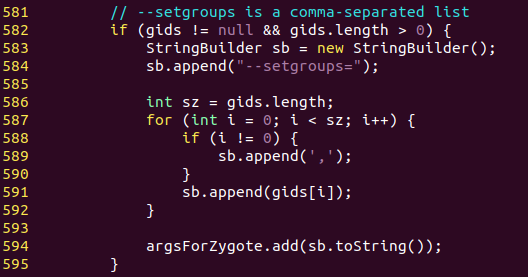 581         // --setgroups is a comma-separated list
582         if (gids != null && gids.length > 0) {
583             StringBuilder sb = new StringBuilder();
584             sb.append("--setgroups=");
585
586             int sz = gids.length;
587             for (int i = 0; i < sz; i++) {
588                 if (i != 0) {
589                     sb.append(',');
590                 }
591                 sb.append(gids[i]);
592             }
593
594             argsForZygote.add(sb.toString());
595         }